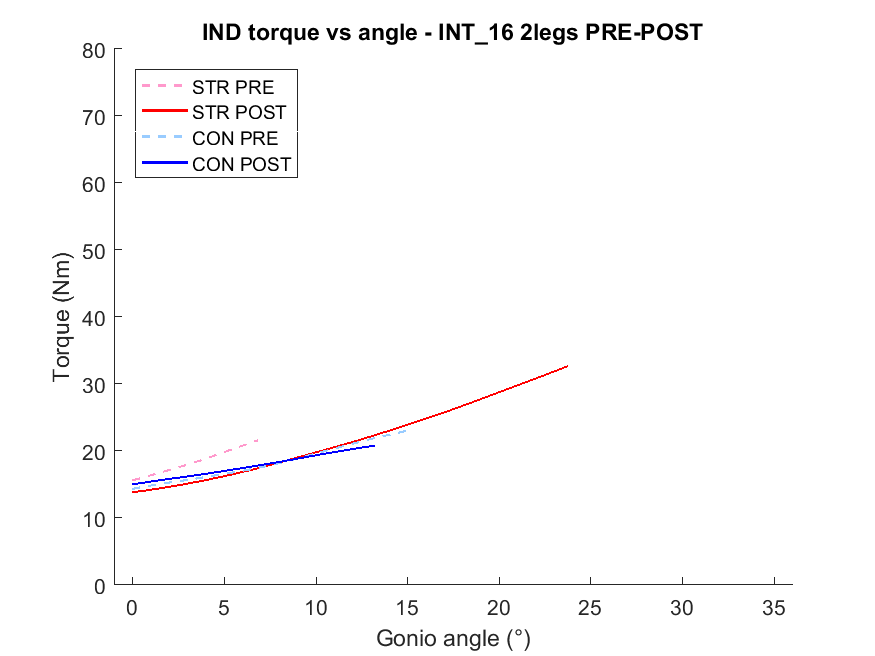 IND torque vs angle - INT_16 2legs PRE-POST
80
70
60
50
40
30
20
10
0
Torque (Nm)
STR PRE
STR POST
CON PRE
CON POST
0 5 10 15 20 25 30 35
Gonio angle (°)